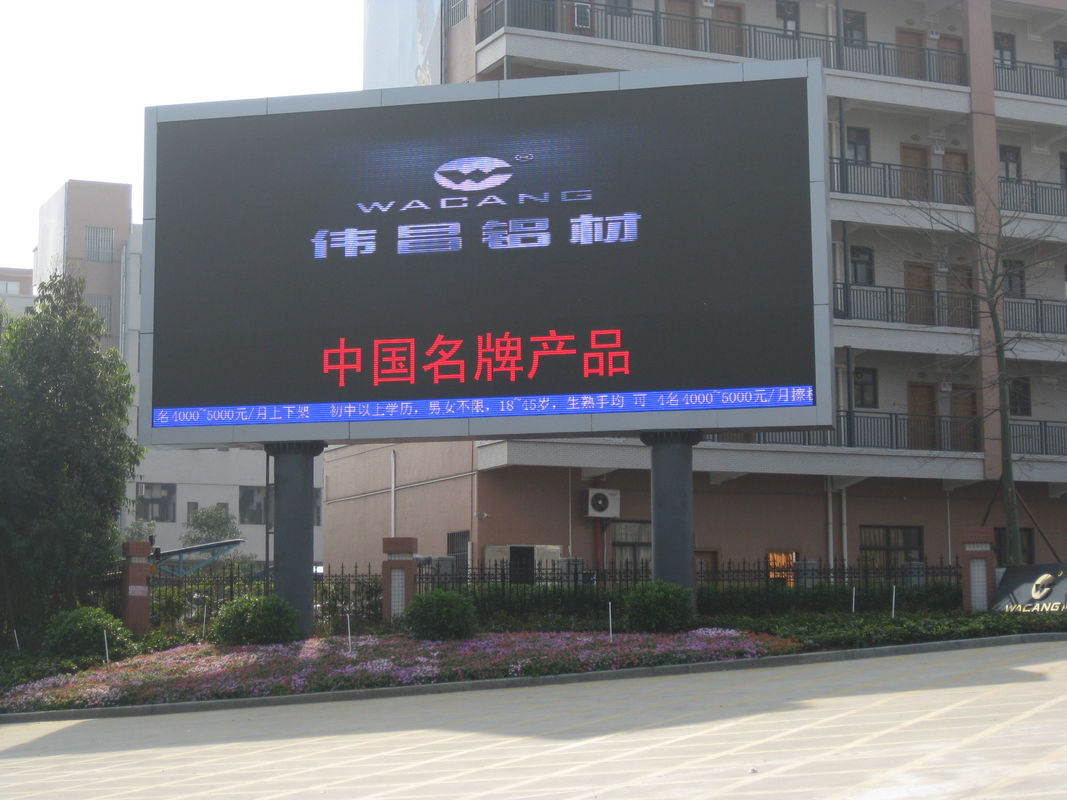 WACANG
伟昌铝材
中国名牌产品
名4000~5000元/月上下架 初中以上学历，男女不限，18~45岁，生熟手均 可 4名4000~5000元/月擦
WACANG